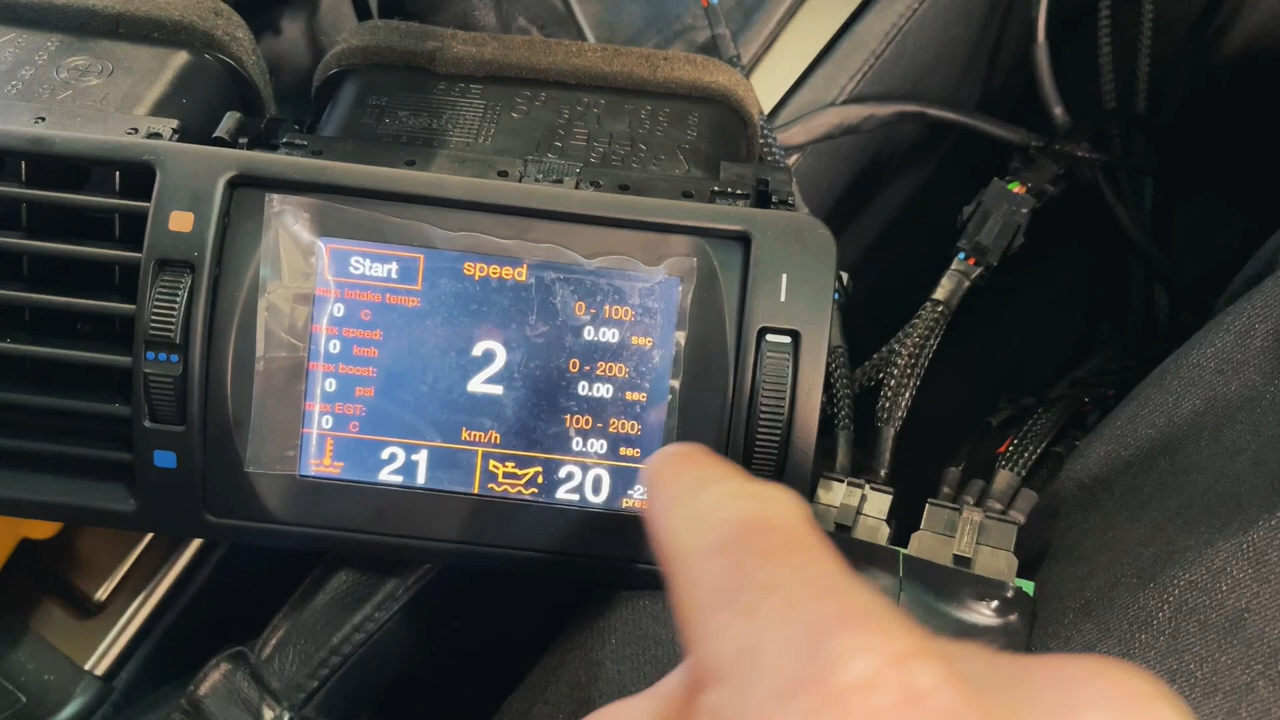 Start
speed
max intake temp:
0 C
max speed:
0 kmh
max boost:
0 psi
max EGT:
0 C
2
km/h
0 - 100:
0.00 sec
0 - 200:
0.00 sec
100 - 200:
0.00 sec
21
20